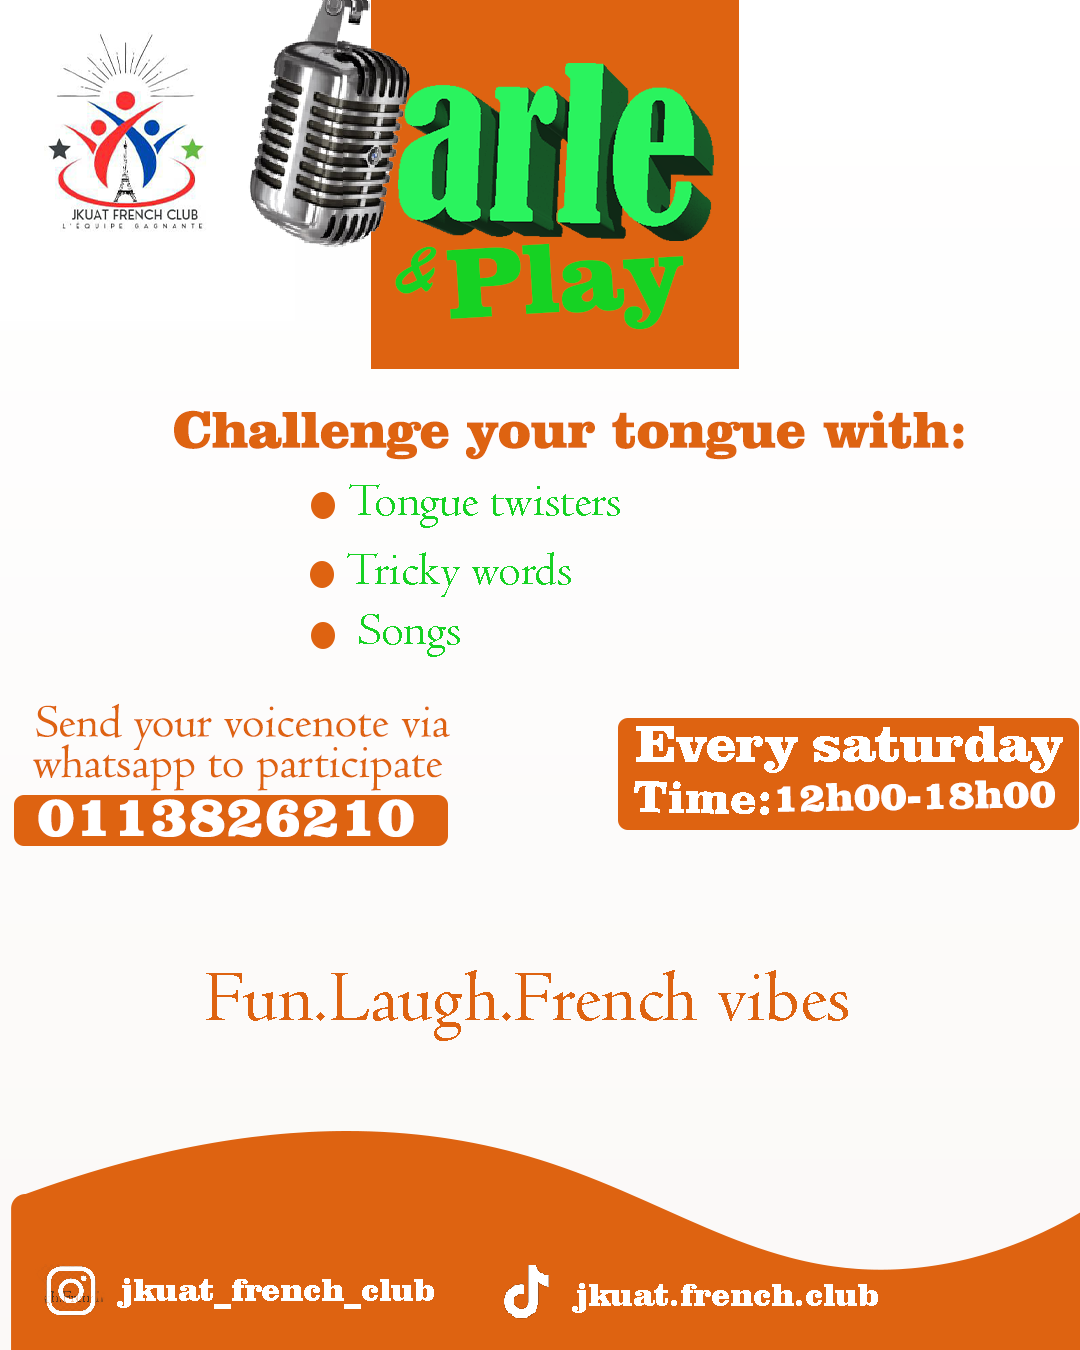 JKUAT FRENCH CLUB
L'ÉQUIPE GAGNANTE
arle
& Play
Challenge your tongue with:
Tongue twisters
Tricky words
Songs
Send your voicenote via
whatsapp to participate
0113826210
Every saturday
Time:12h00-18h00
Fun.Laugh.French vibes
jkuat_french_club
jkuat.french.club